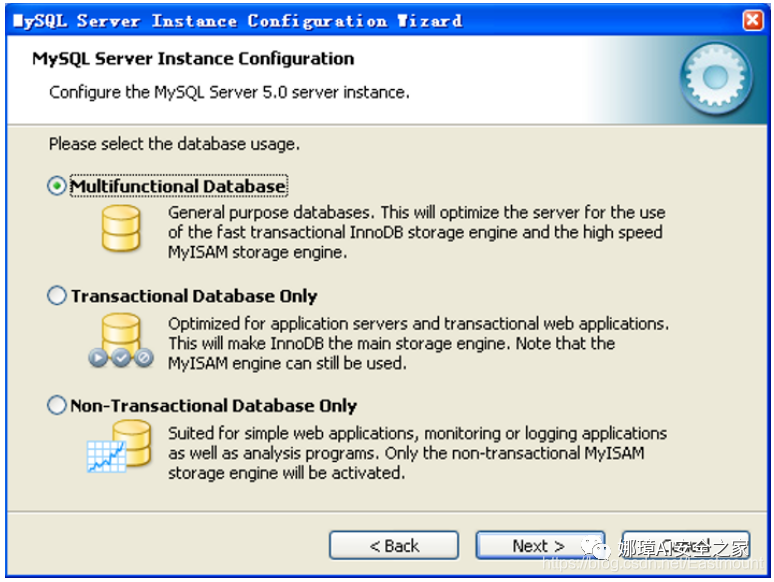 MySQL Server Instance Configuration Wizard
MySQL Server Instance Configuration
Configure the MySQL Server 5.0 server instance.
Please select the database usage.
Multifunctional Database
General purpose databases. This will optimize the server for the use
of the fast transactional InnoDB storage engine and the high speed
MyISAM storage engine.
Transactional Database Only
Optimized for application servers and transactional web applications.
This will make InnoDB the main storage engine. Note that the
MyISAM engine can still be used.
Non-Transactional Database Only
Suited for simple web applications, monitoring or logging applications
as well as analysis programs. Only the non-transactional MyISAM
storage engine will be activated.
< Back
Next >
Cancel
娜璋AI安全之家
https://blog.csdn.net/Eastmount